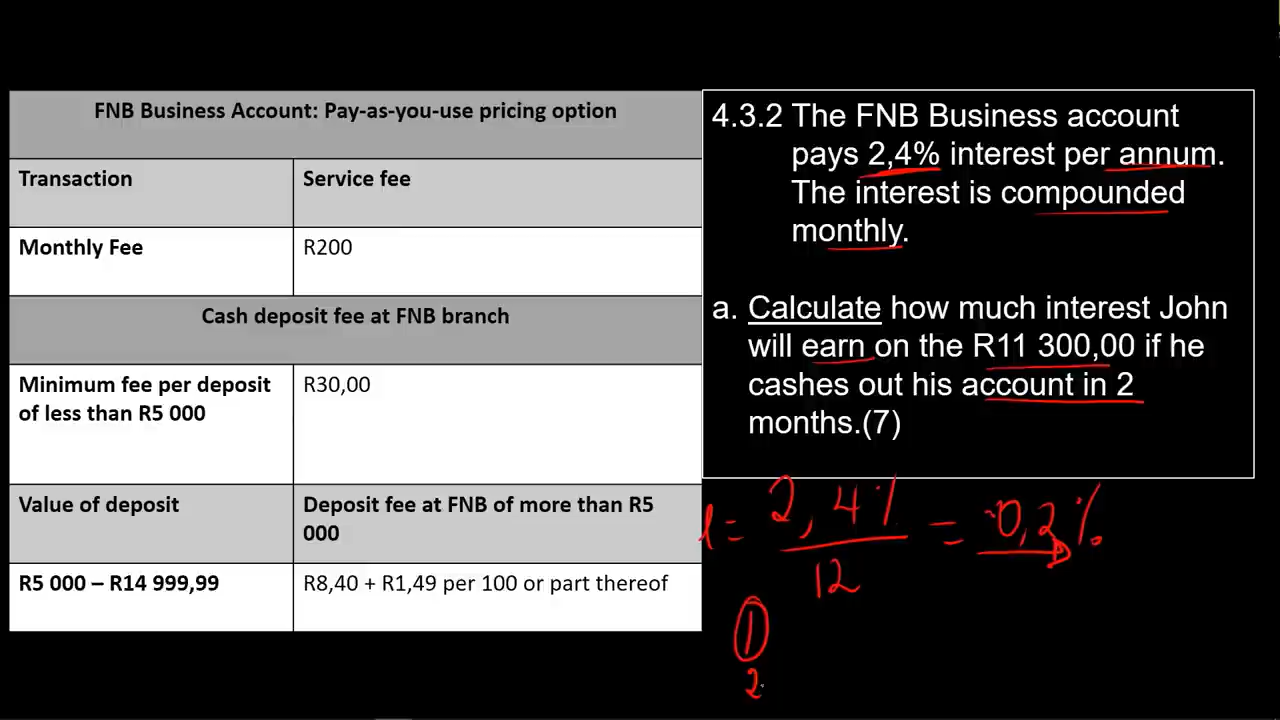 FNB Business Account: Pay-as-you-use pricing option
Transaction Service fee
Monthly Fee R200
Cash deposit fee at FNB branch
Minimum fee per deposit of less than R5 000 R30,00
Value of deposit Deposit fee at FNB of more than R5 000
R5 000 – R14 999,99 R8,40 + R1,49 per 100 or part thereof
4.3.2 The FNB Business account
pays 2,4% interest per annum.
The interest is compounded
monthly.
a. Calculate how much interest John
will earn on the R11 300,00 if he
cashes out his account in 2
months.(7)
i = 2,4% / 12 = 0,2%
1
2